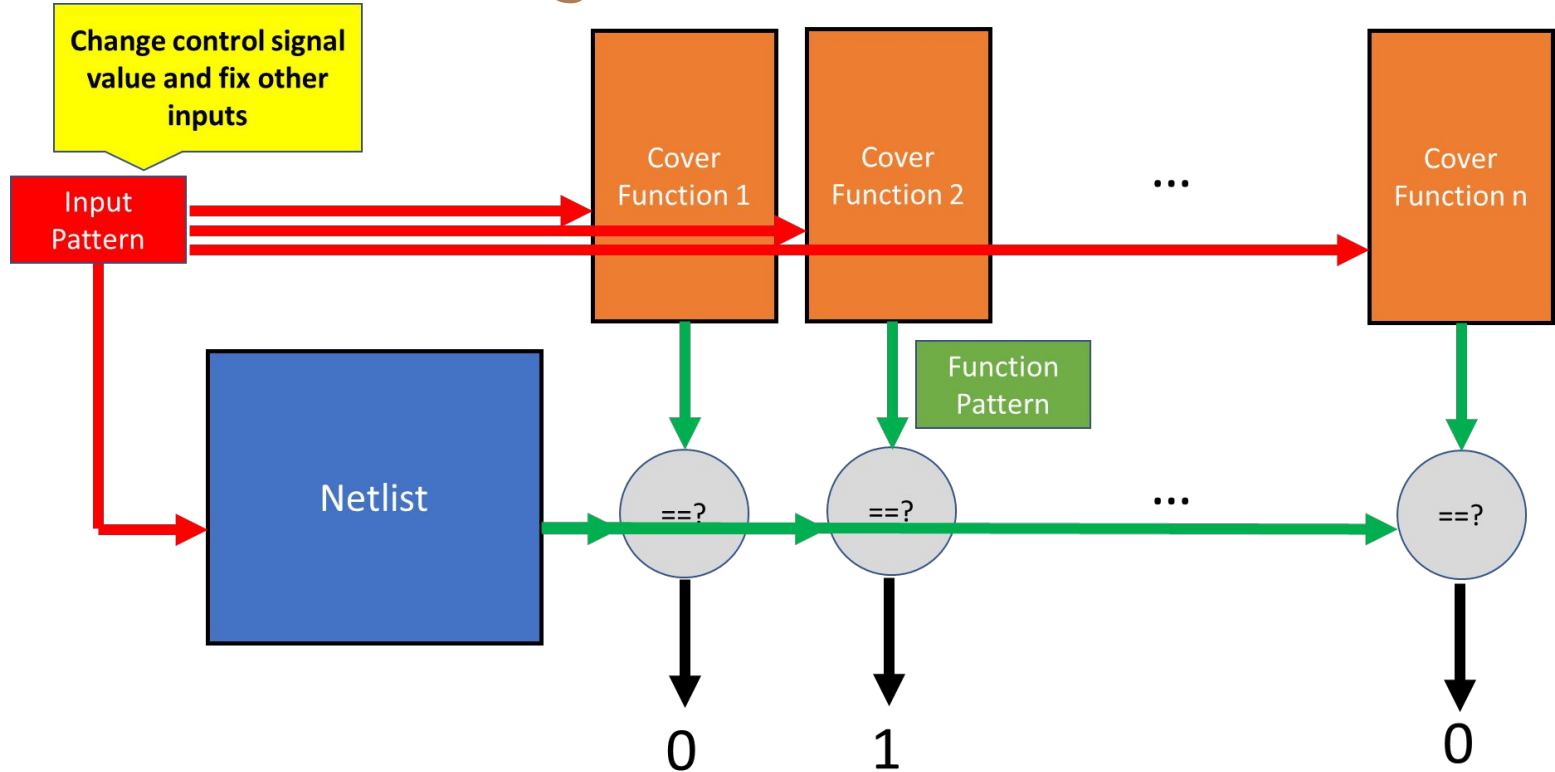 Change control signal
value and fix other
inputs
Input
Pattern
Cover
Function 1
Cover
Function 2
...
Cover
Function n
Function
Pattern
Netlist
==?
==?
...
==?
0
1
0